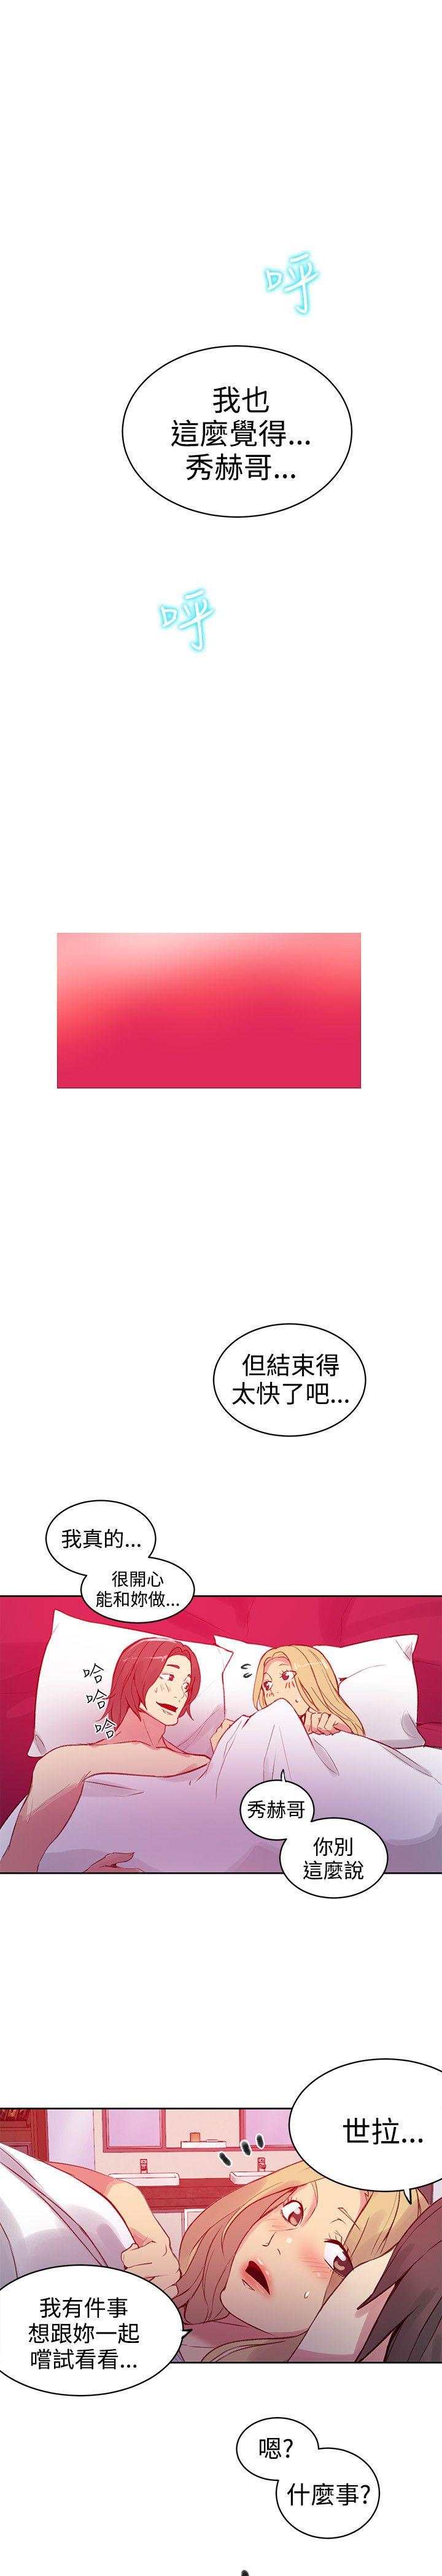 呼
我也
這麼覺得...
秀赫哥...
呼
但結束得
太快了吧...
我真的...
很開心
能和妳做...
哈
哈
哈
秀赫哥
你別
這麼說
世拉...
我有件事
想跟妳一起
嚐試看看...
嗯?
什麼事?